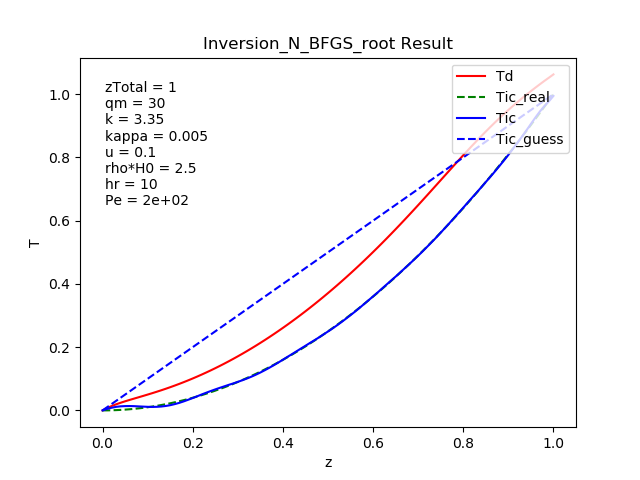 Inversion_N_BFGS_root Result
zTotal = 1
qm = 30
k = 3.35
kappa = 0.005
u = 0.1
rho*H0 = 2.5
hr = 10
Pe = 2e+02
Td
Tic_real
Tic
Tic_guess
T
1.0
0.8
0.6
0.4
0.2
0.0
0.0 0.2 0.4 0.6 0.8 1.0
z